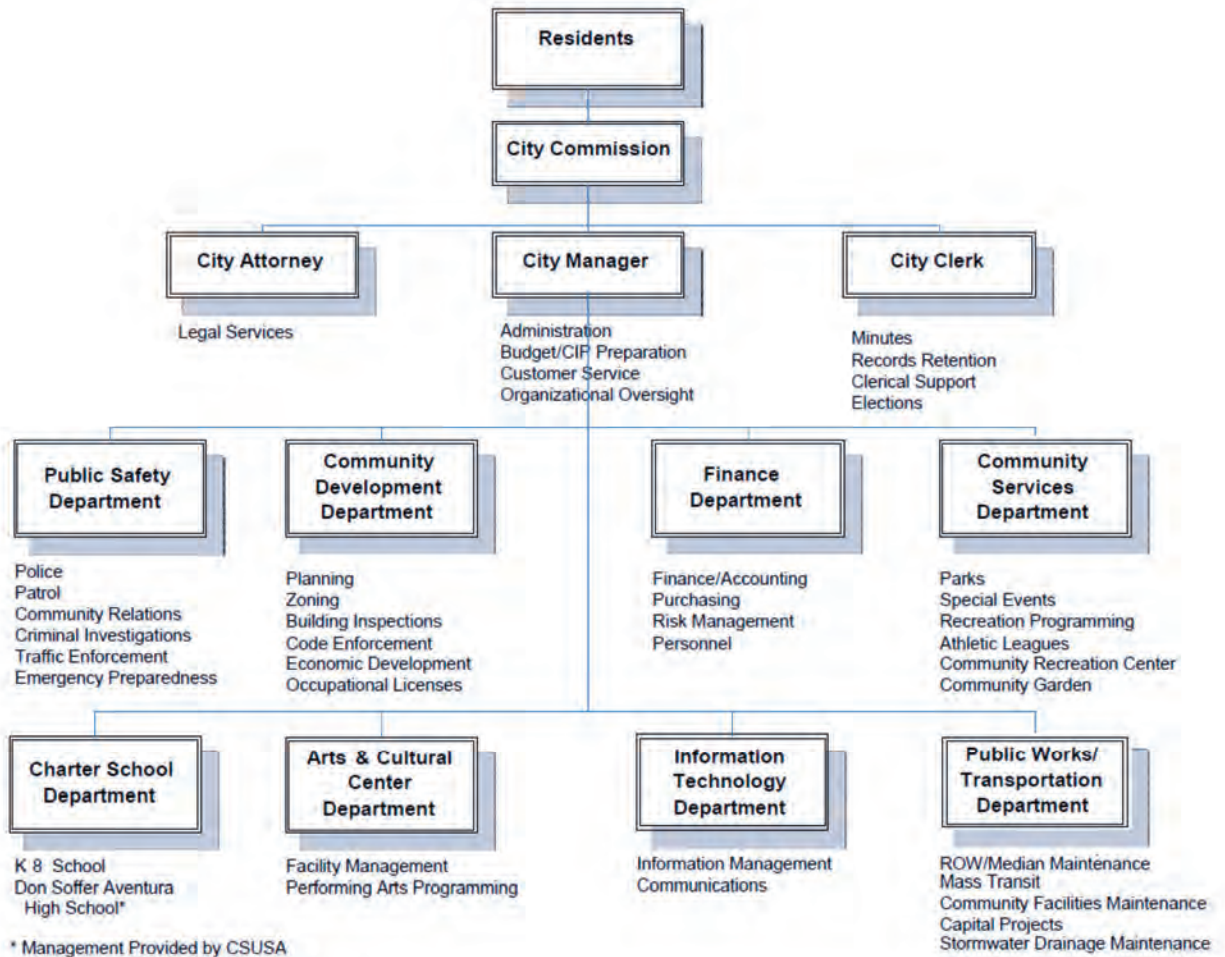 Residents
City Commission
City Attorney
Legal Services
City Manager
Administration
Budget/CIP Preparation
Customer Service
Organizational Oversight
City Clerk
Minutes
Records Retention
Clerical Support
Elections
Public Safety
Department
Police
Patrol
Community Relations
Criminal Investigations
Traffic Enforcement
Emergency Preparedness
Community
Development
Department
Planning
Zoning
Building Inspections
Code Enforcement
Economic Development
Occupational Licenses
Finance
Department
Finance/Accounting
Purchasing
Risk Management
Personnel
Community
Services
Department
Parks
Special Events
Recreation Programming
Athletic Leagues
Community Recreation Center
Community Garden
Charter School
Department
K 8 School
Don Soffer Aventura
High School*
* Management Provided by CSUSA
Arts & Cultural
Center
Department
Facility Management
Performing Arts Programming
Information
Technology
Department
Information Management
Communications
Public Works/
Transportation
Department
ROW/Median Maintenance
Mass Transit
Community Facilities Maintenance
Capital Projects
Stormwater Drainage Maintenance